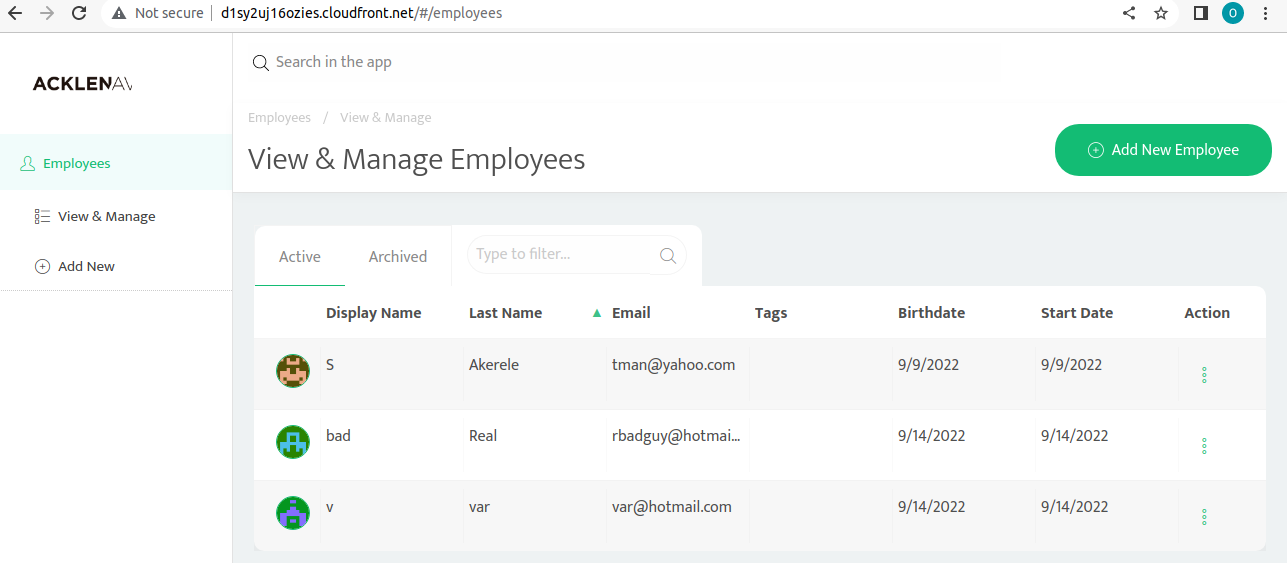 Not secure d1sy2uj16ozies.cloudfront.net/#/employees O
Search in the app
ACKLENAV
Employees / View & Manage
View & Manage Employees
Add New Employee
Employees
View & Manage
Add New
Active Archived Type to filter...
Display Name Last Name ▲ Email Tags Birthdate Start Date Action
S Akerele tman@yahoo.com 9/9/2022 9/9/2022
bad Real rbadguy@hotmai... 9/14/2022 9/14/2022
v var var@hotmail.com 9/14/2022 9/14/2022